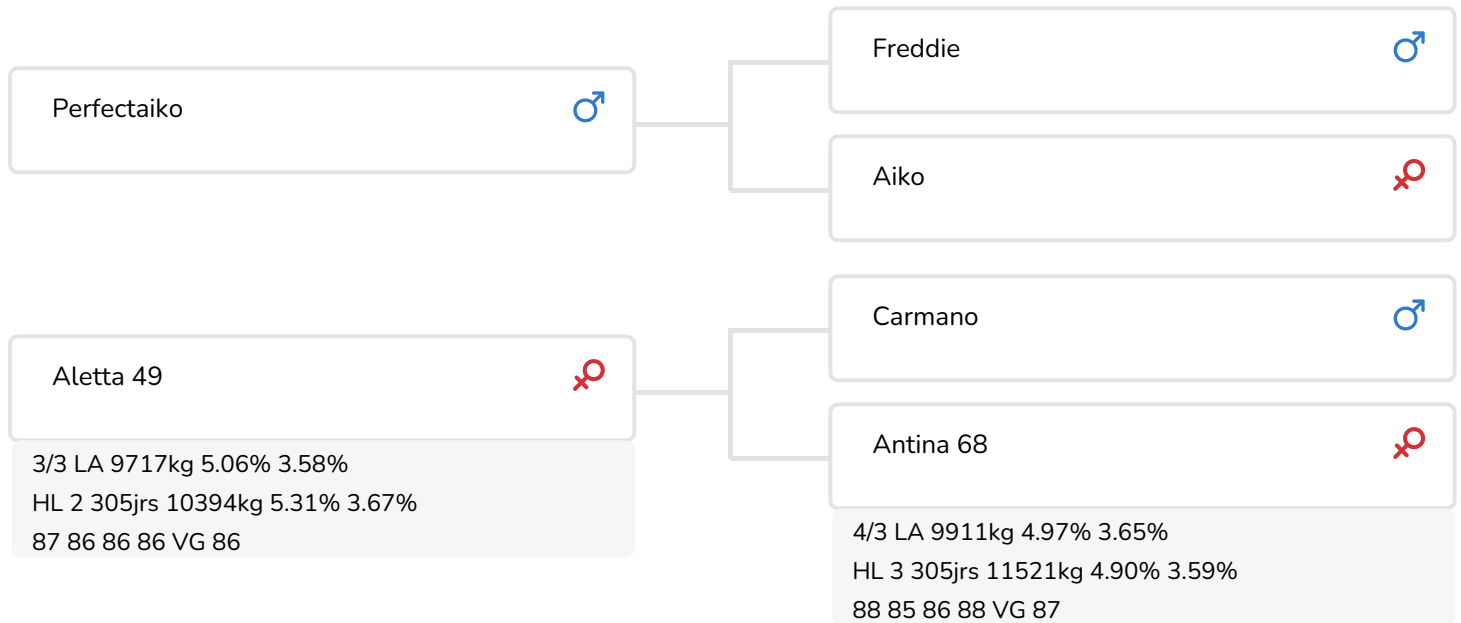 Perfectaiko
Freddie
Aiko
Aletta 49
3/3 LA 9717kg 5.06% 3.58%
HL 2 305jrs 10394kg 5.31% 3.67%
87 86 86 86 VG 86
Carmano
Antina 68
4/3 LA 9911kg 4.97% 3.65%
HL 3 305jrs 11521kg 4.90% 3.59%
88 85 86 88 VG 87